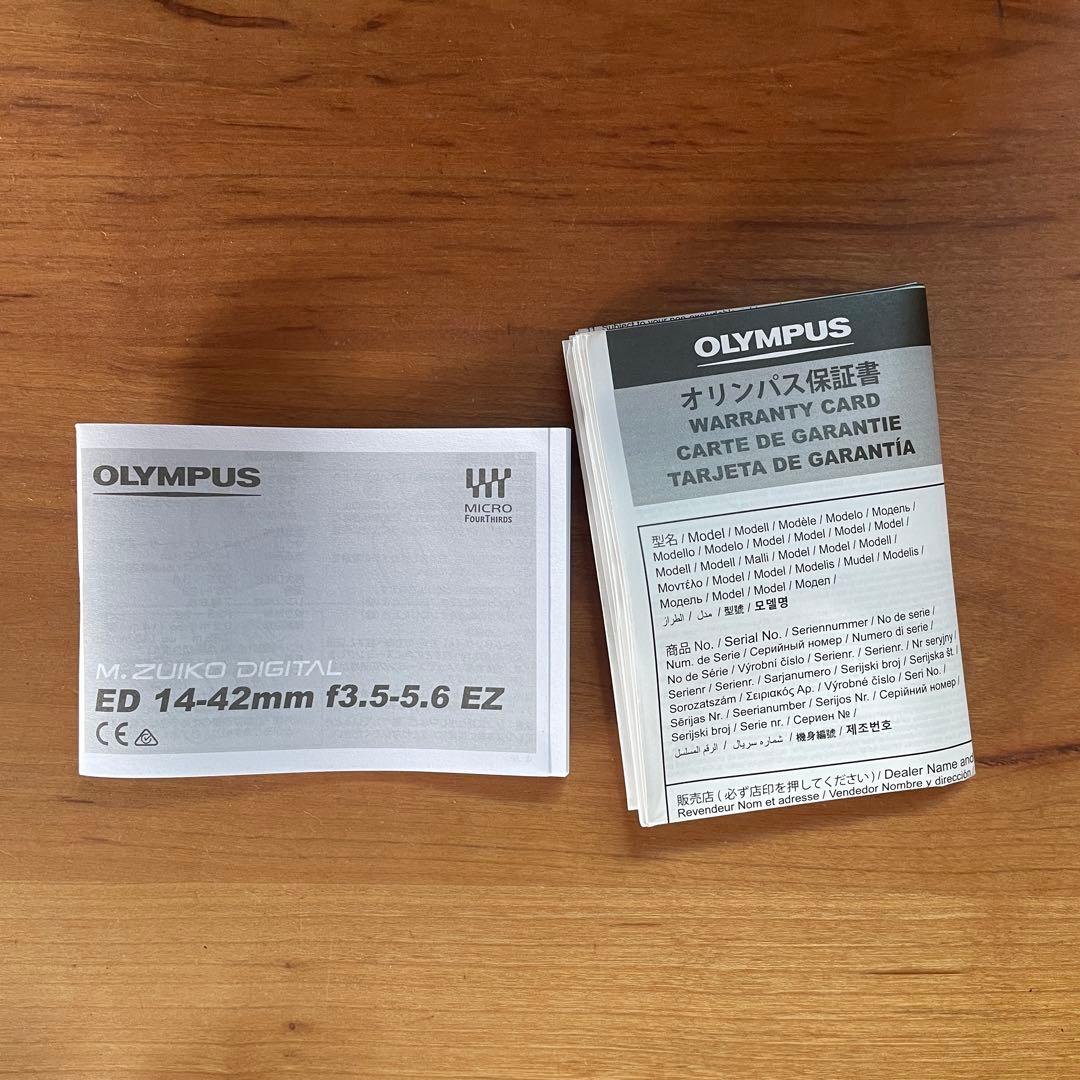 OLYMPUS
MICRO
FOURTHIRDS
M. ZUIKO DIGITAL
ED 14-42mm f3.5-5.6 EZ
CE
Subject to your non-excludable
OLYMPUS
オリンパス保証書
WARRANTY CARD
CARTE DE GARANTIE
TARJETA DE GARANTÍA
型名 / Model / Modell / Modèle / Modelo / Модель /
Modello / Modelo / Model / Model / Model / Model /
Modell / Modell / Malli / Model / Model / Modell /
Μοντέλο / Model / Model / Modelis / Mudel / Modelis /
Модель / Model / Model / Модел /
مدل / الطراز / 型號 / 모델명
商品 No. / Serial No. / Seriennummer / No de serie /
Num. de Serie / Серийный номер / Numero di serie /
No de Série / Výrobní číslo / Serienr. / Serienr. / Nr seryjny /
Serienr / Serienr. / Sarjanumero / Serijski broj / Serijska št. /
Sorozatszám / Σειριακός Αρ. / Výrobné číslo / Seri No. /
Sērijas Nr. / Seerianumber / Serijos Nr. / Серійний номер /
Serijski broj / Serie nr. / Сериен № /
شماره سریال / الرقم المسلسل / 機身編號 / 제조번호
販売店 ( 必ず店印を押してください ) / Dealer Name and
Revendeur Nom et adresse / Vendedor Nombre y dirección